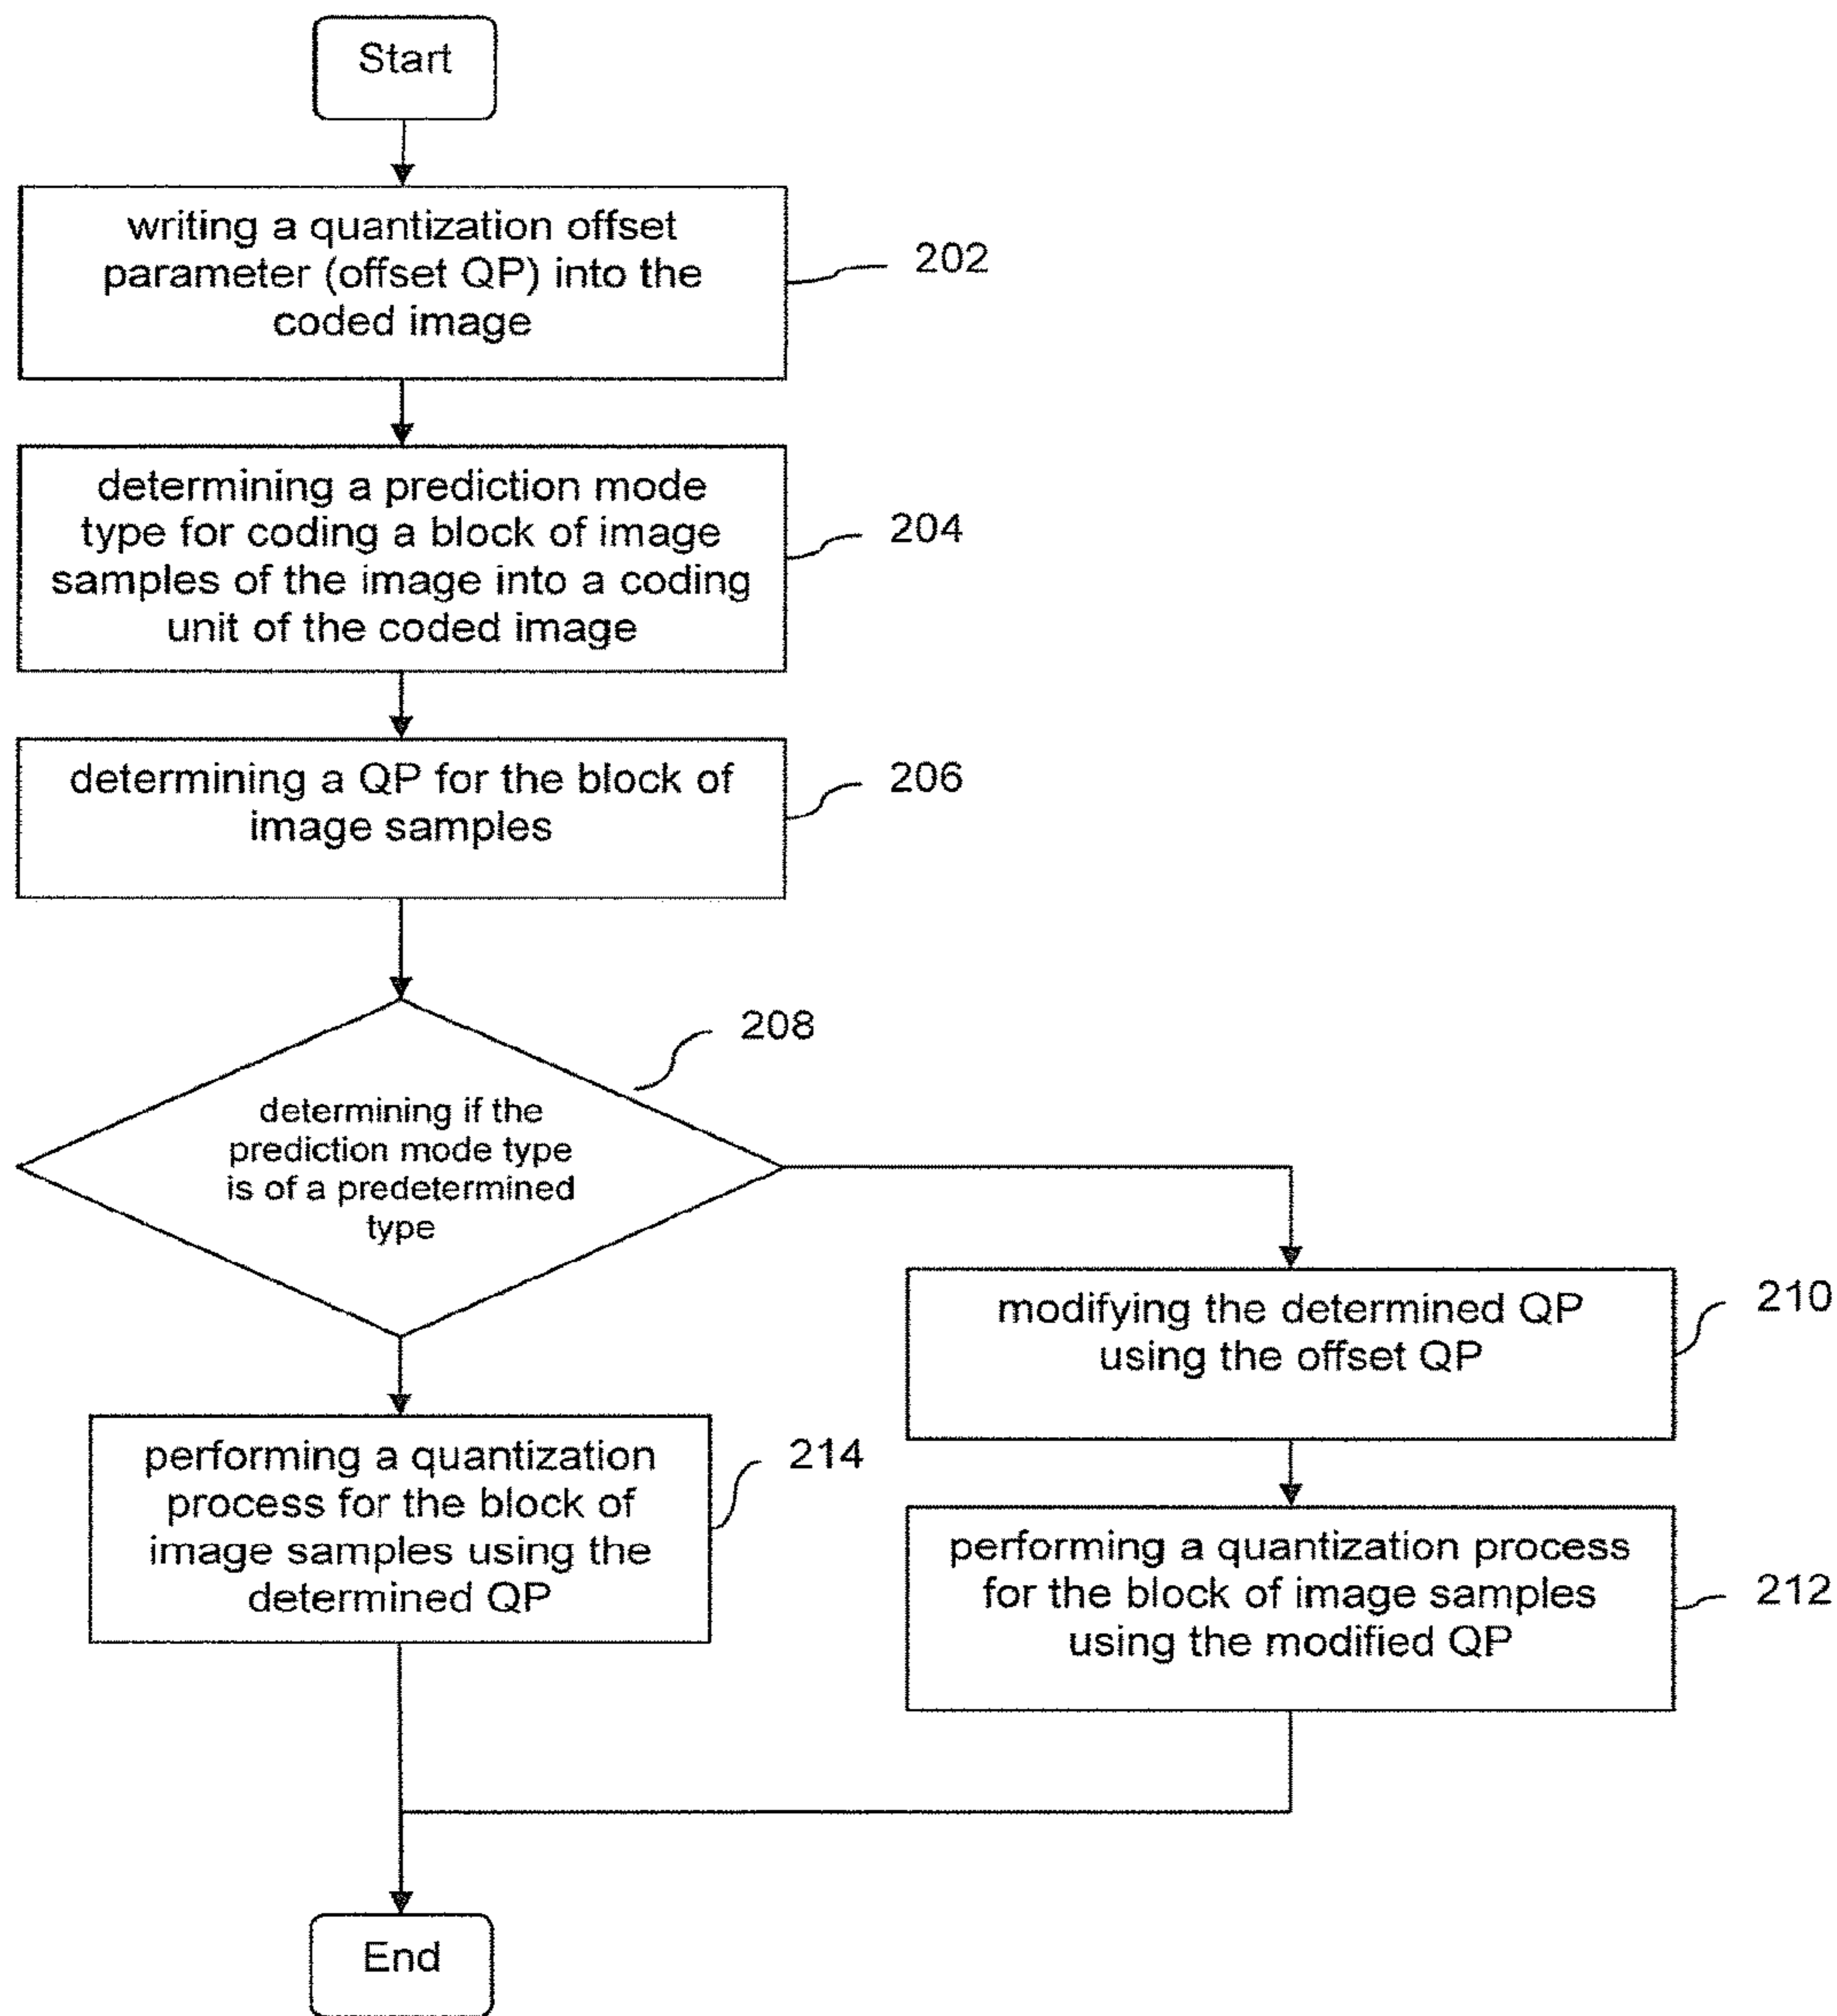 Start
writing a quantization offset
parameter (offset QP) into the
coded image
202
determining a prediction mode
type for coding a block of image
samples of the image into a coding
unit of the coded image
204
determining a QP for the block of
image samples
206
208
determining if the
prediction mode type
is of a predetermined
type
modifying the determined QP
using the offset QP
210
performing a quantization
process for the block of
image samples using the
determined QP
214
performing a quantization process
for the block of image samples
using the modified QP
212
End